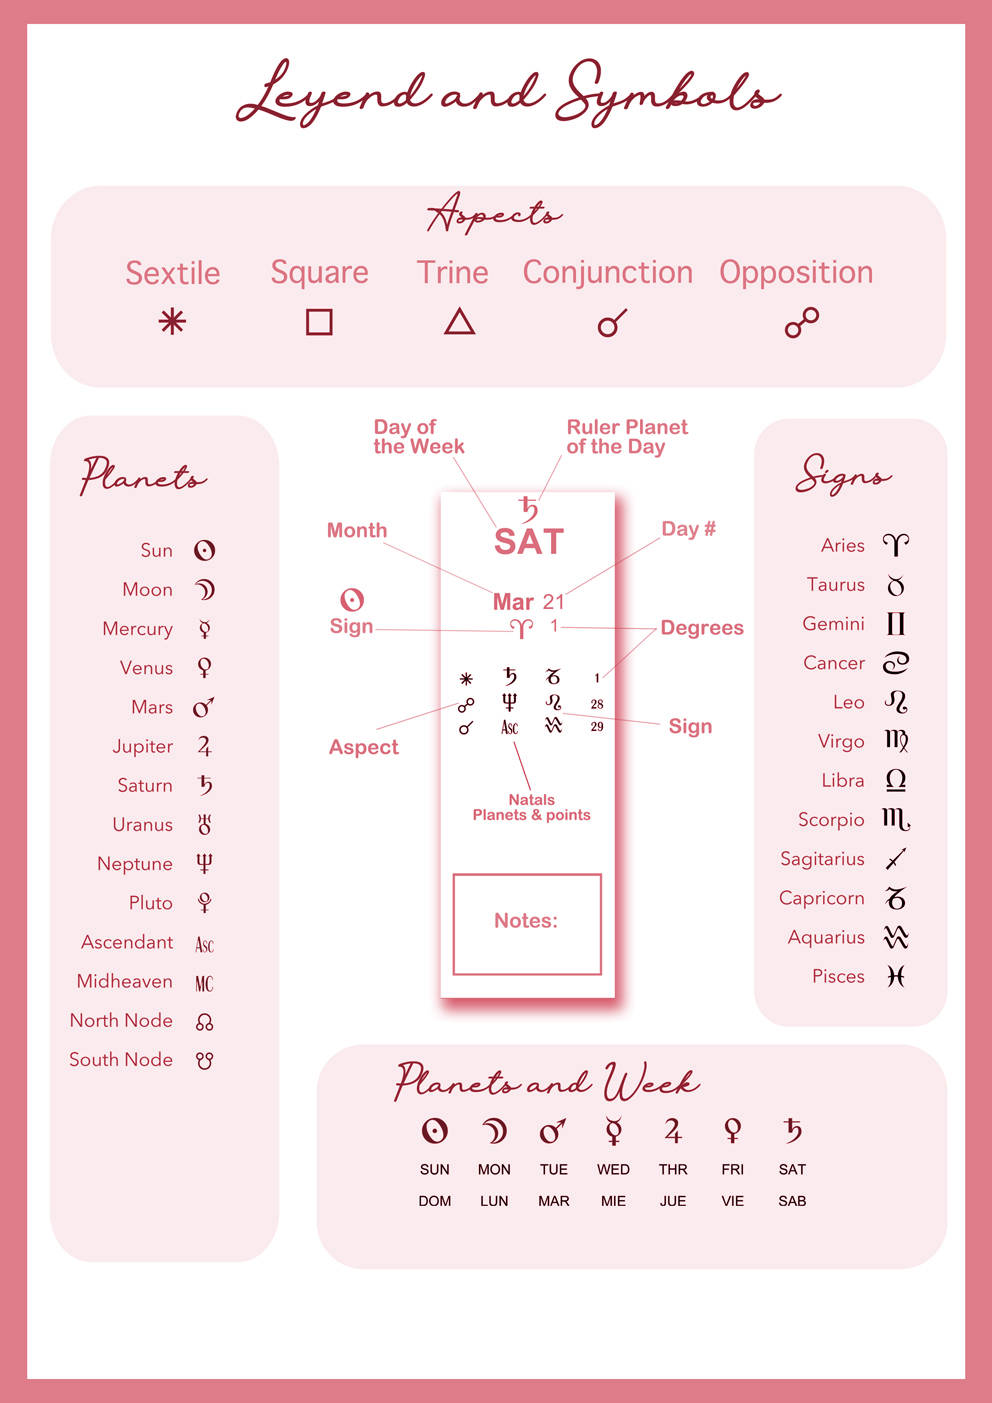 Leyend and Symbols
Aspects
Sextile Square Trine Conjunction Opposition
Planets
Sun
Moon
Mercury
Venus
Mars
Jupiter
Saturn
Uranus
Neptune
Pluto
Ascendant Asc
Midheaven MC
North Node
South Node
Day of
the Week
Ruler Planet
of the Day
SAT
Month
Day #
Mar 21
Sign
1
Degrees
1
28
Asc 29
Aspect
Sign
Natals
Planets & points
Notes:
Signs
Aries
Taurus
Gemini
Cancer
Leo
Virgo
Libra
Scorpio
Sagitarius
Capricorn
Aquarius
Pisces
Planets and Week
SUN MON TUE WED THR FRI SAT
DOM LUN MAR MIE JUE VIE SAB